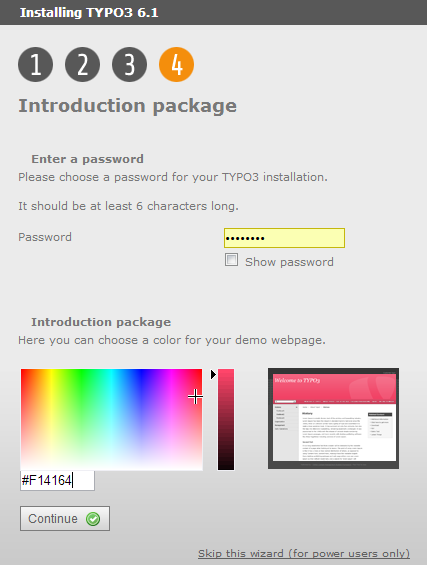 Installing TYPO3 6.1
1 2 3 4
Introduction package
Enter a password
Please choose a password for your TYPO3 installation.
It should be at least 6 characters long.
Password ••••••••
Show password
Introduction package
Here you can choose a color for your demo webpage.
Welcome to TYPO3
#F14164
Continue
Skip this wizard (for power users only)